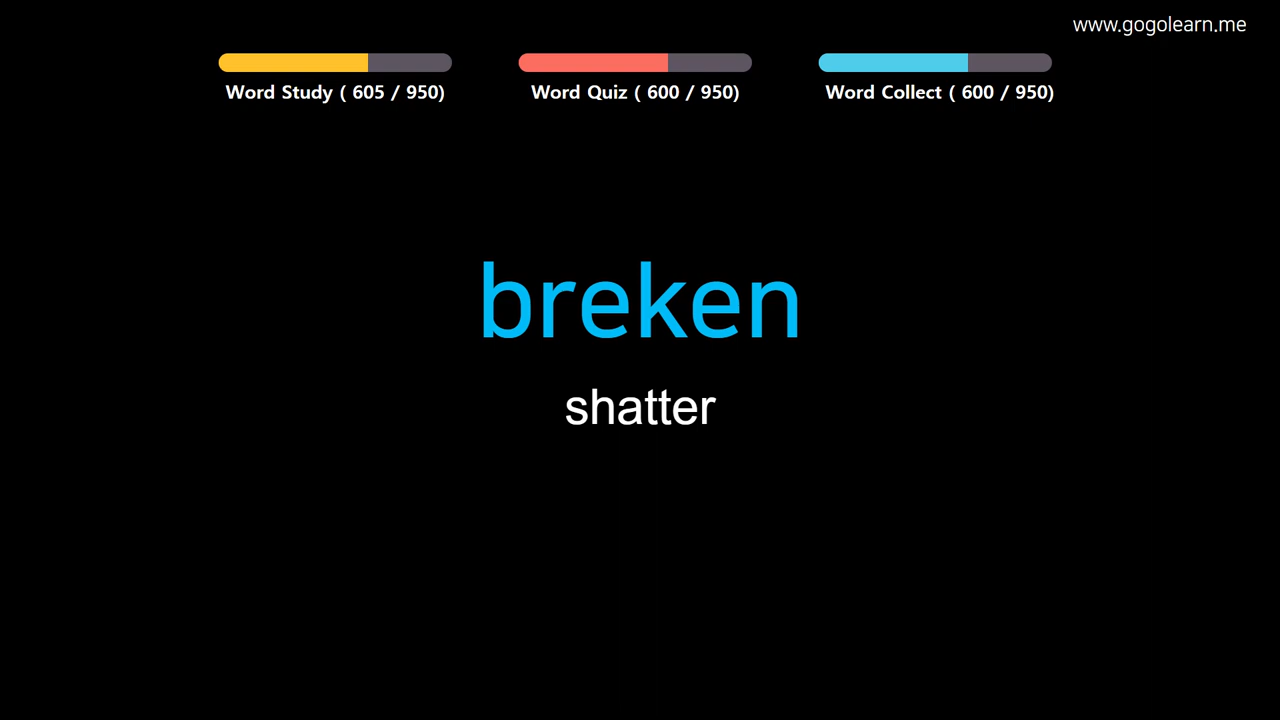 www.gogolearn.me
Word Study ( 605 / 950)
Word Quiz ( 600 / 950)
Word Collect ( 600 / 950)
breken
shatter